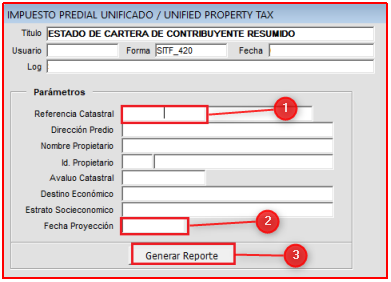 IMPUESTO PREDIAL UNIFICADO / UNIFIED PROPERTY TAX
Título ESTADO DE CARTERA DE CONTRIBUYENTE RESUMIDO
Usuario Forma SITF_420 Fecha
Log
Parámetros
Referencia Catastral 1
Dirección Predio
Nombre Propietario
Id. Propietario
Avaluo Catastral
Destino Económico
Estrato Socieconomico
Fecha Proyección 2
Generar Reporte 3